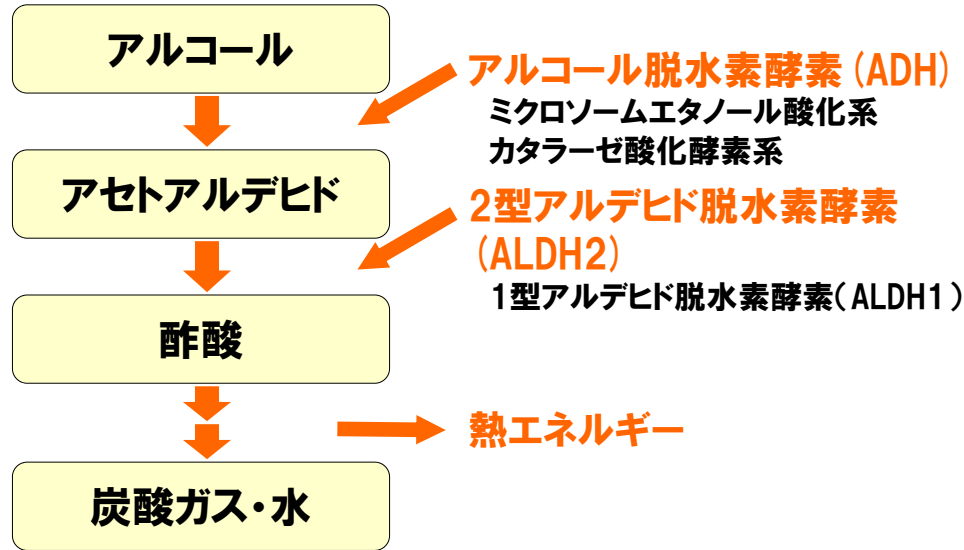 アルコール
アルコール脱水素酵素(ADH)
ミクロソームエタノール酸化系
カタラーゼ酸化酵素系
アセトアルデヒド
2型アルデヒド脱水素酵素
(ALDH2)
1型アルデヒド脱水素酵素(ALDH1)
酢酸
熱エネルギー
炭酸ガス・水